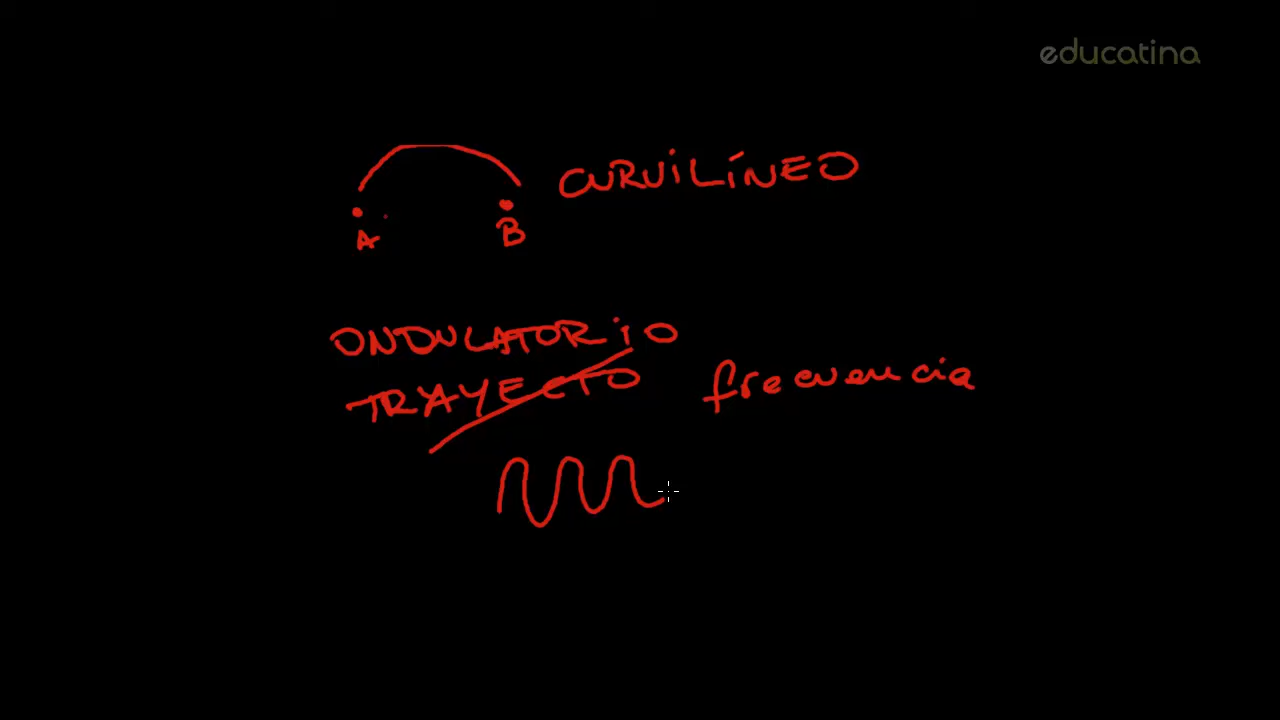 educatina
CURVILÍNEO
A
B
ONDULATORIO
TRAYECTO
frecuencia